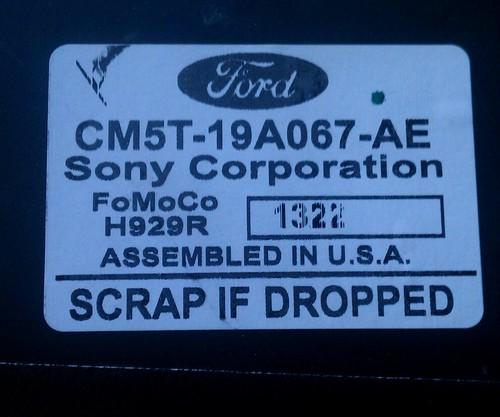 Ford
CM5T-19A067-AE
Sony Corporation
FoMoCo
H929R
1322
ASSEMBLED IN U.S.A.
SCRAP IF DROPPED